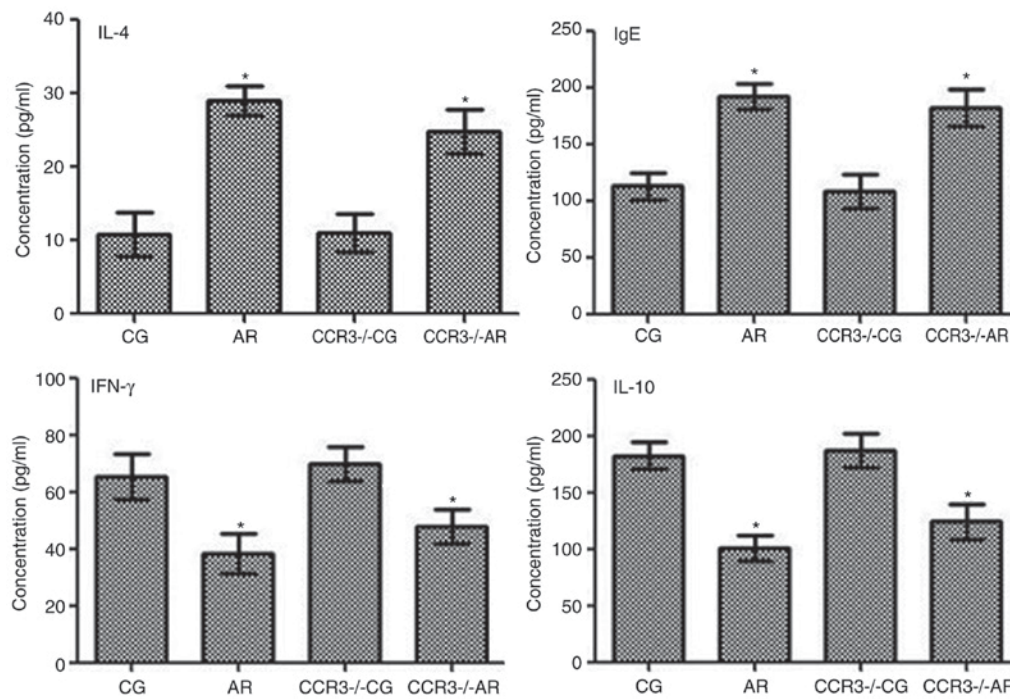 IL-4
Concentration (pg/ml)
40
30
20
10
0
*
*
CG AR CCR3-/-CG CCR3-/-AR
IgE
Concentration (pg/ml)
250
200
150
100
50
0
*
*
CG AR CCR3-/-CG CCR3-/-AR
IFN-γ
Concentration (pg/ml)
100
80
60
40
20
0
*
*
CG AR CCR3-/-CG CCR3-/-AR
IL-10
Concentration (pg/ml)
250
200
150
100
50
0
*
*
CG AR CCR3-/-CG CCR3-/-AR